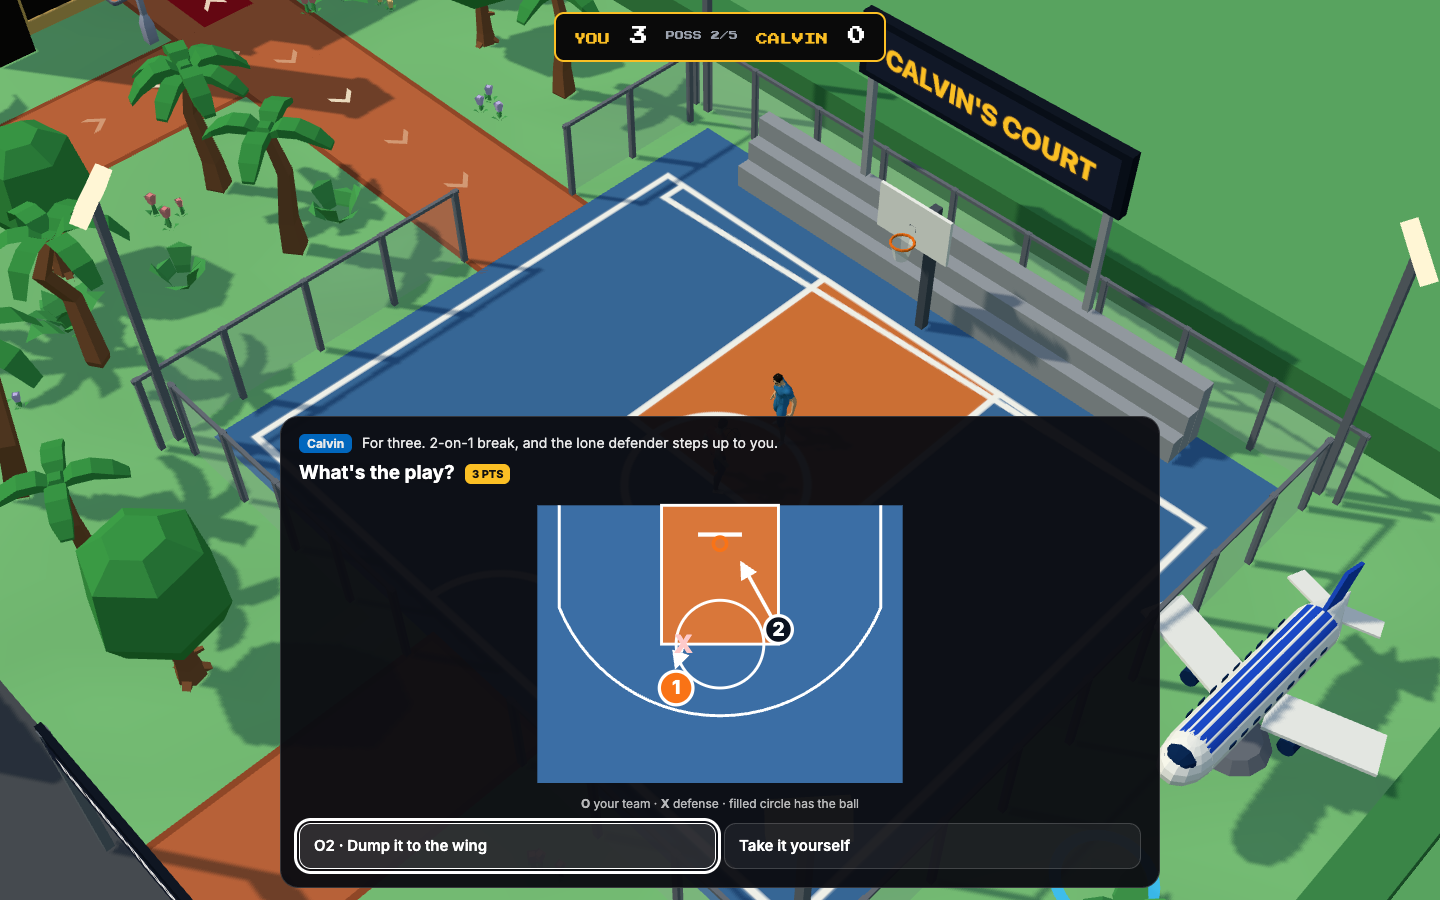 YOU 3 POSS 2/5 CALVIN 0
CALVIN'S COURT
Calvin For three. 2-on-1 break, and the lone defender steps up to you.
What's the play? 3 PTS
X
2
1
O your team · X defense · filled circle has the ball
O2 · Dump it to the wing
Take it yourself